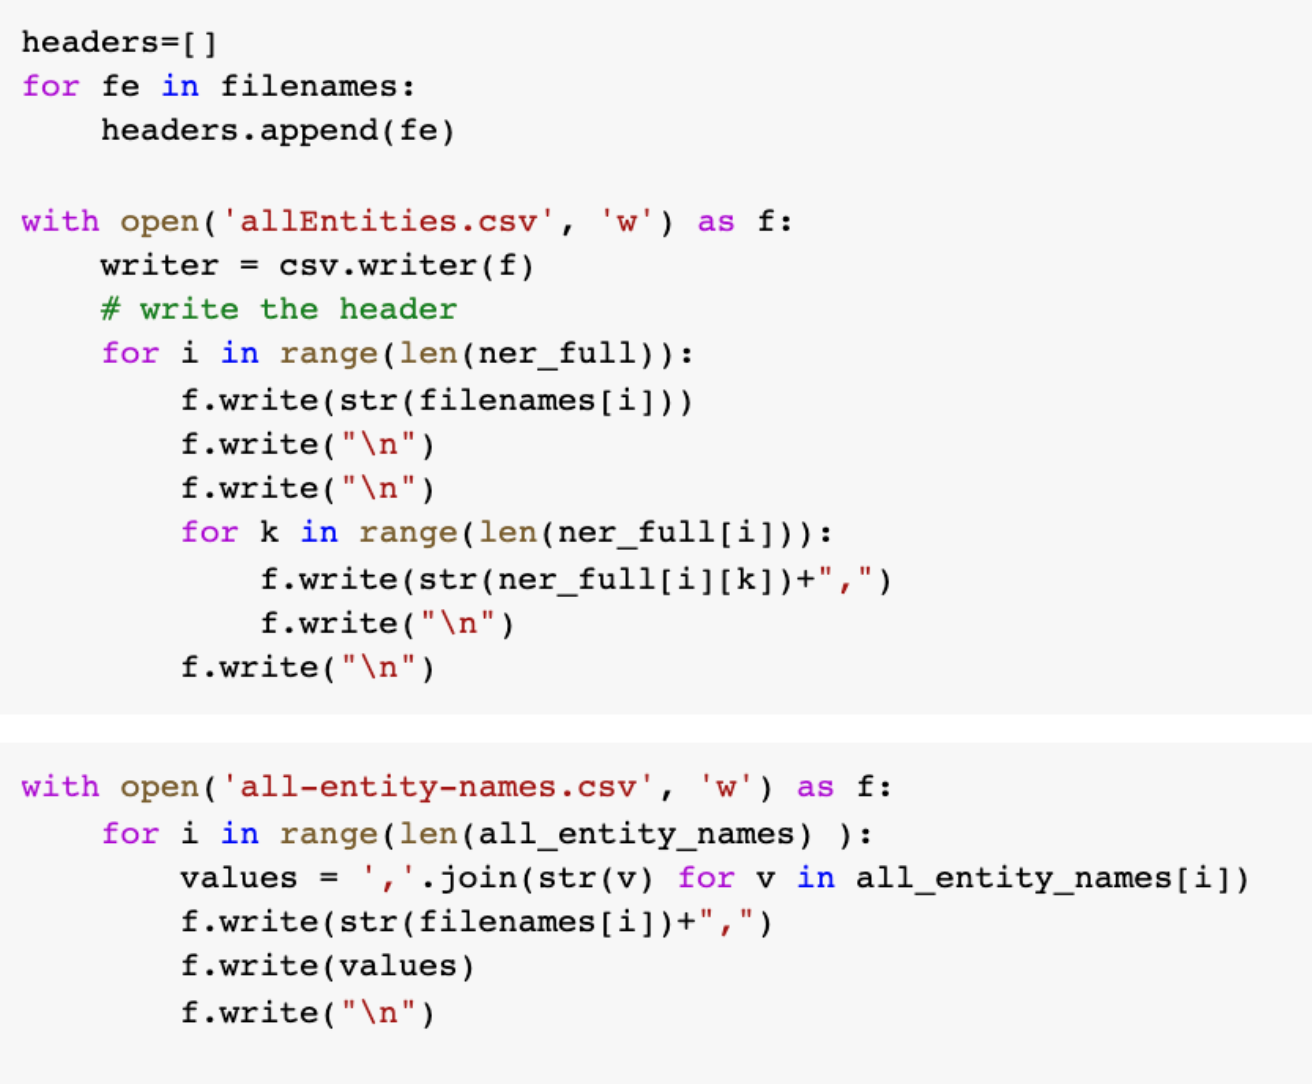 headers=[]
for fe in filenames:
    headers.append(fe)
with open('allEntities.csv', 'w') as f:
    writer = csv.writer(f)
    # write the header
    for i in range(len(ner_full)):
        f.write(str(filenames[i]))
        f.write("\n")
        f.write("\n")
        for k in range(len(ner_full[i])):
            f.write(str(ner_full[i][k])+",")
            f.write("\n")
        f.write("\n")
with open('all-entity-names.csv', 'w') as f:
    for i in range(len(all_entity_names) ):
        values = ','.join(str(v) for v in all_entity_names[i])
        f.write(str(filenames[i])+",")
        f.write(values)
        f.write("\n")